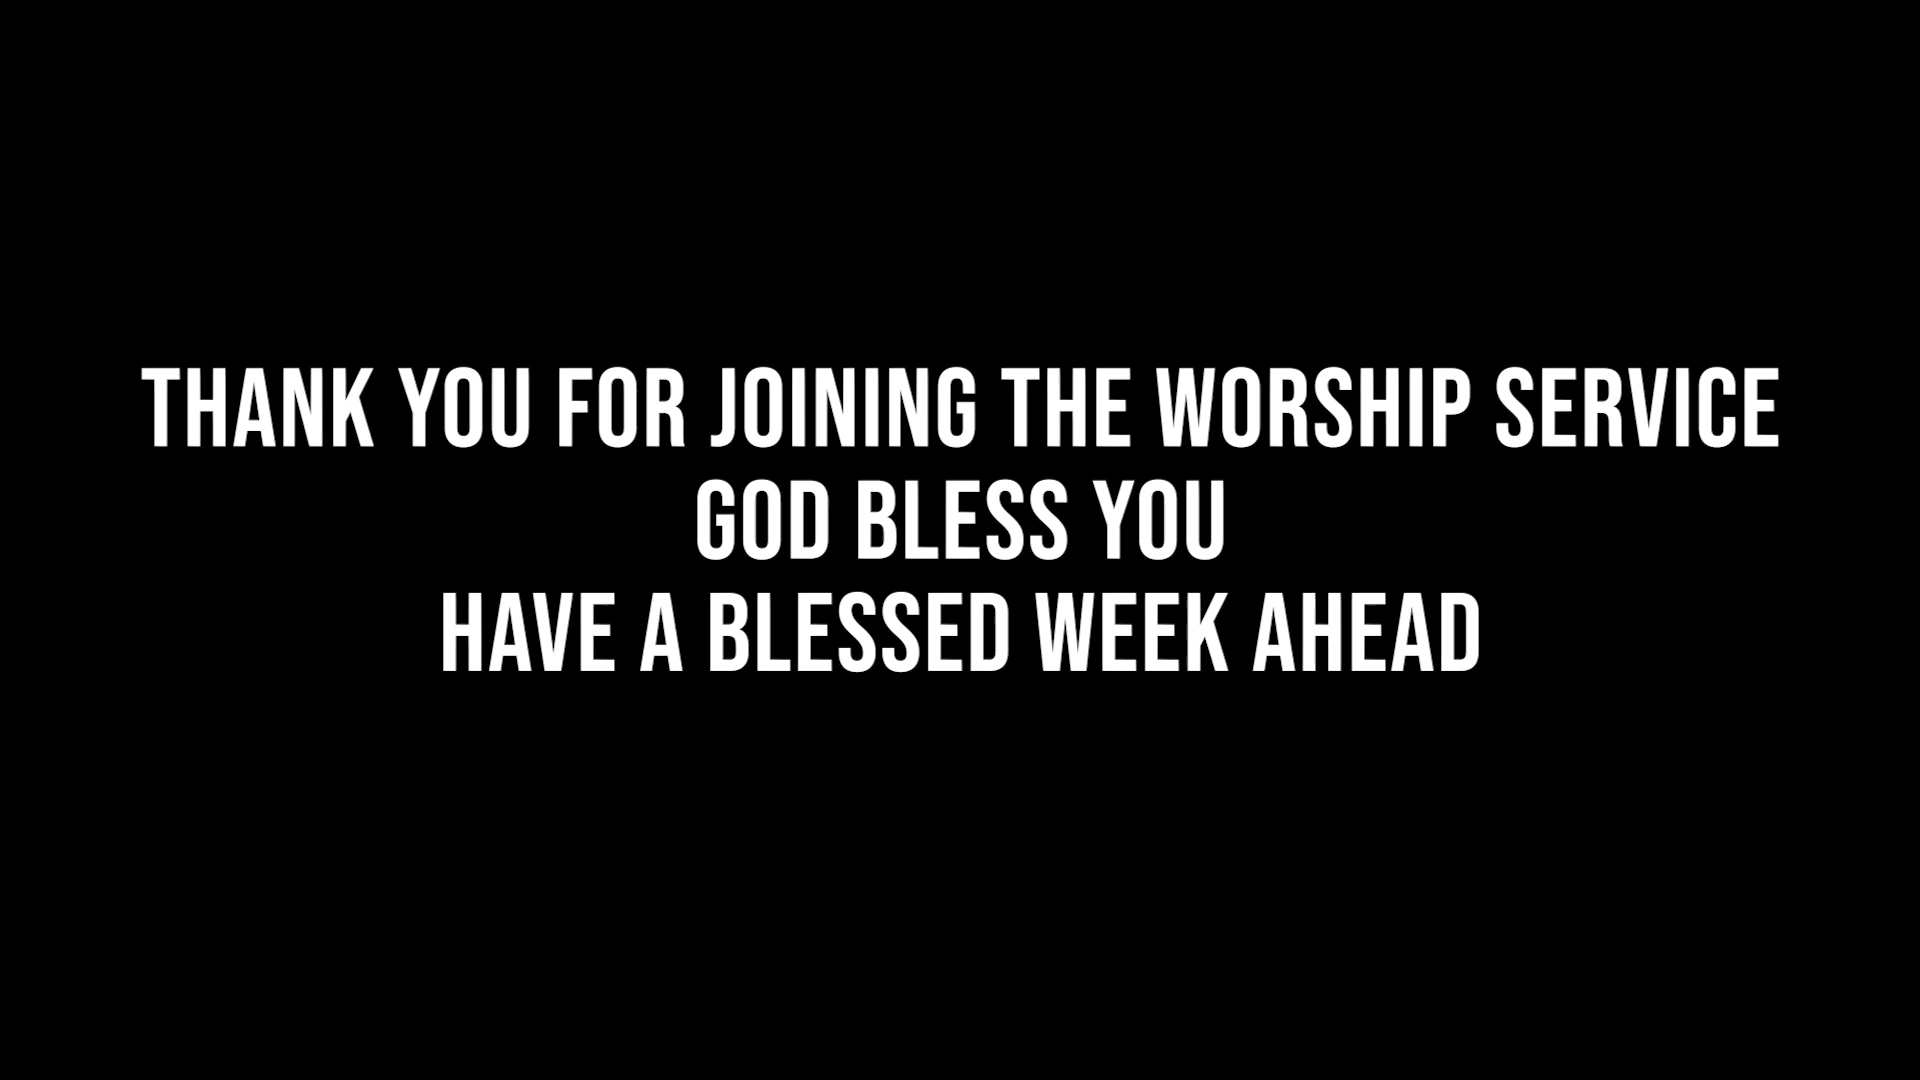 THANK YOU FOR JOINING THE WORSHIP SERVICE
GOD BLESS YOU
HAVE A BLESSED WEEK AHEAD